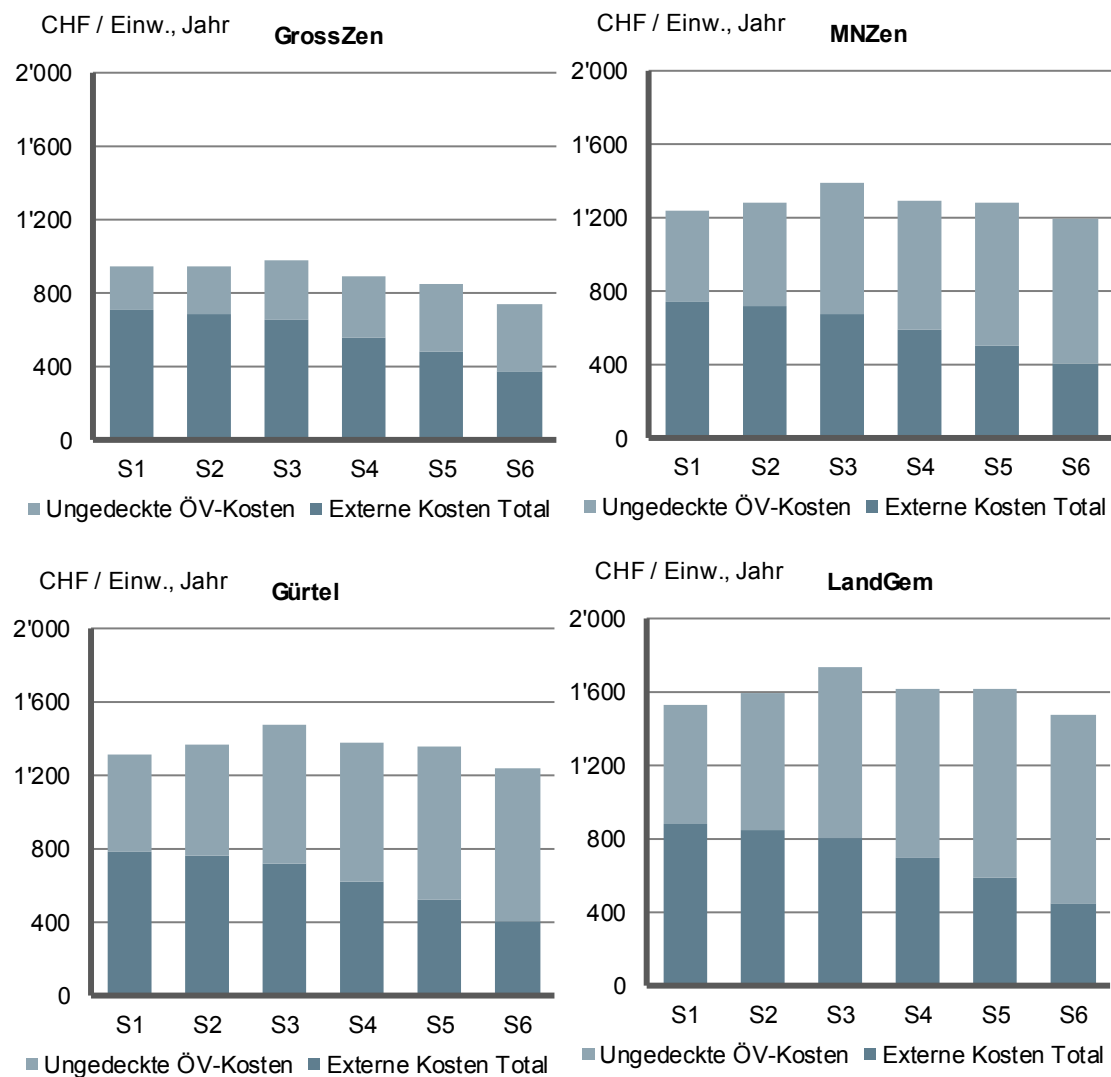 CHF / Einw., Jahr
GrossZen
2'000
1'600
1'200
800
400
0
S1 S2 S3 S4 S5 S6
Ungedeckte ÖV-Kosten Externe Kosten Total
CHF / Einw., Jahr
MNZen
2'000
1'600
1'200
800
400
0
S1 S2 S3 S4 S5 S6
Ungedeckte ÖV-Kosten Externe Kosten Total
CHF / Einw., Jahr
Gürtel
2'000
1'600
1'200
800
400
0
S1 S2 S3 S4 S5 S6
Ungedeckte ÖV-Kosten Externe Kosten Total
CHF / Einw., Jahr
LandGem
2'000
1'600
1'200
800
400
0
S1 S2 S3 S4 S5 S6
Ungedeckte ÖV-Kosten Externe Kosten Total